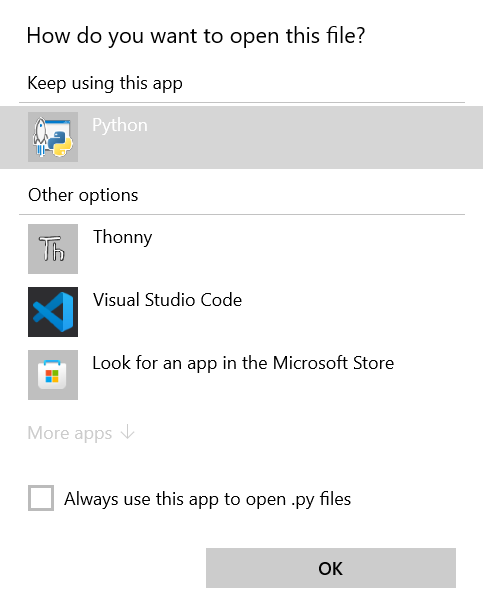 How do you want to open this file?
Keep using this app
Python
Other options
Th
Thonny
Visual Studio Code
Look for an app in the Microsoft Store
More apps ↓
Always use this app to open .py files
OK